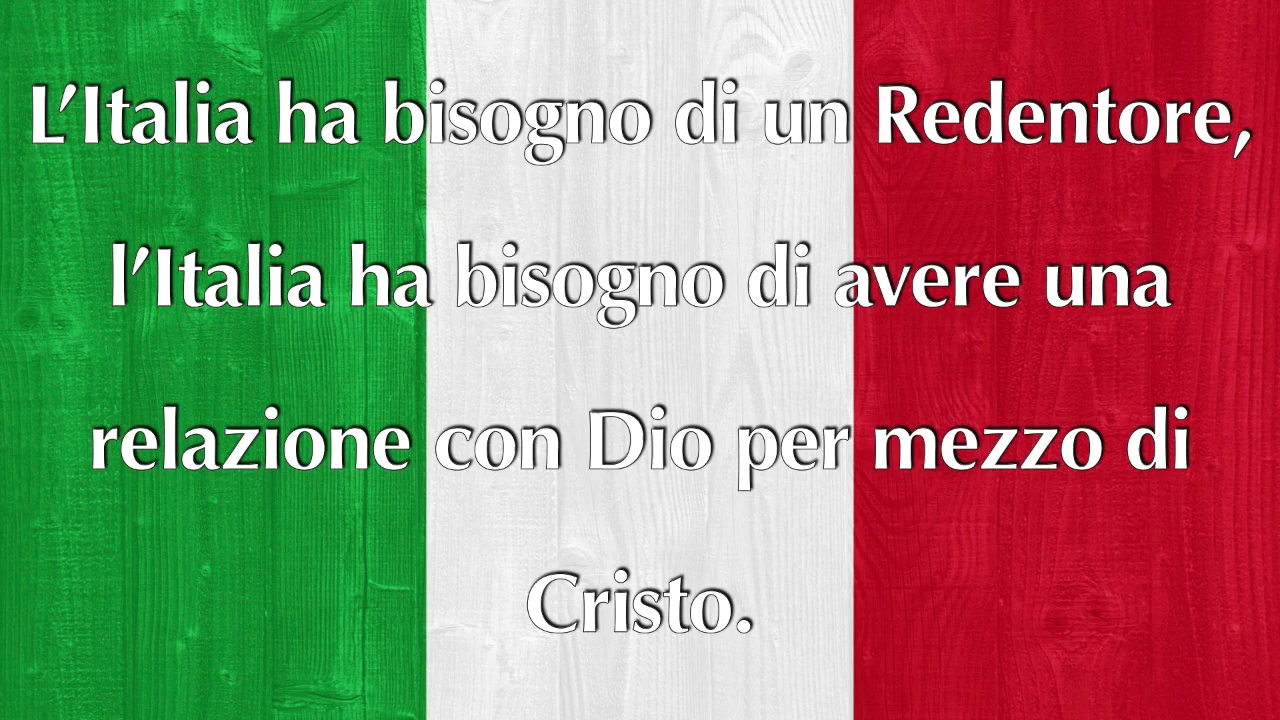 L’Italia ha bisogno di un Redentore,
l’Italia ha bisogno di avere una
relazione con Dio per mezzo di
Cristo.